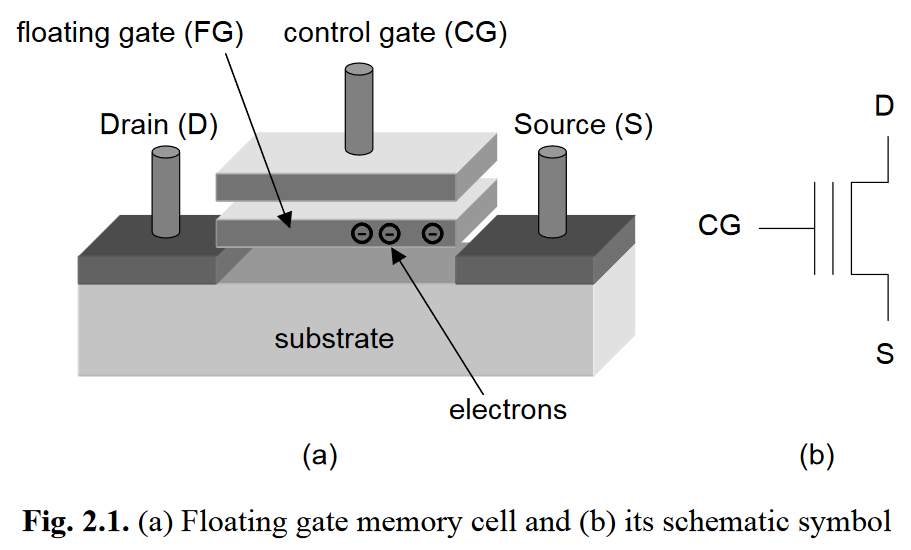 floating gate (FG)
control gate (CG)
Drain (D)
Source (S)
substrate
electrons
(a)
D
CG
S
(b)
Fig. 2.1. (a) Floating gate memory cell and (b) its schematic symbol